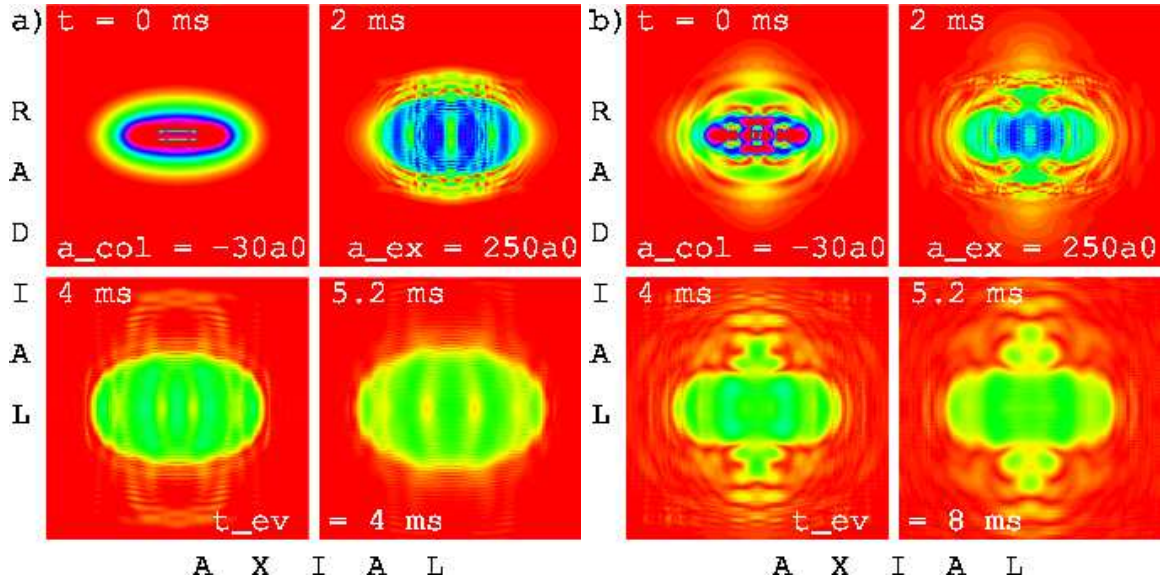 a)
t = 0 ms
2 ms
a_col = -30a0
a_ex = 250a0
4 ms
5.2 ms
t_ev = 4 ms
R A D I A L
A X I A L
b)
t = 0 ms
2 ms
a_col = -30a0
a_ex = 250a0
4 ms
5.2 ms
t_ev = 8 ms
R A D I A L
A X I A L